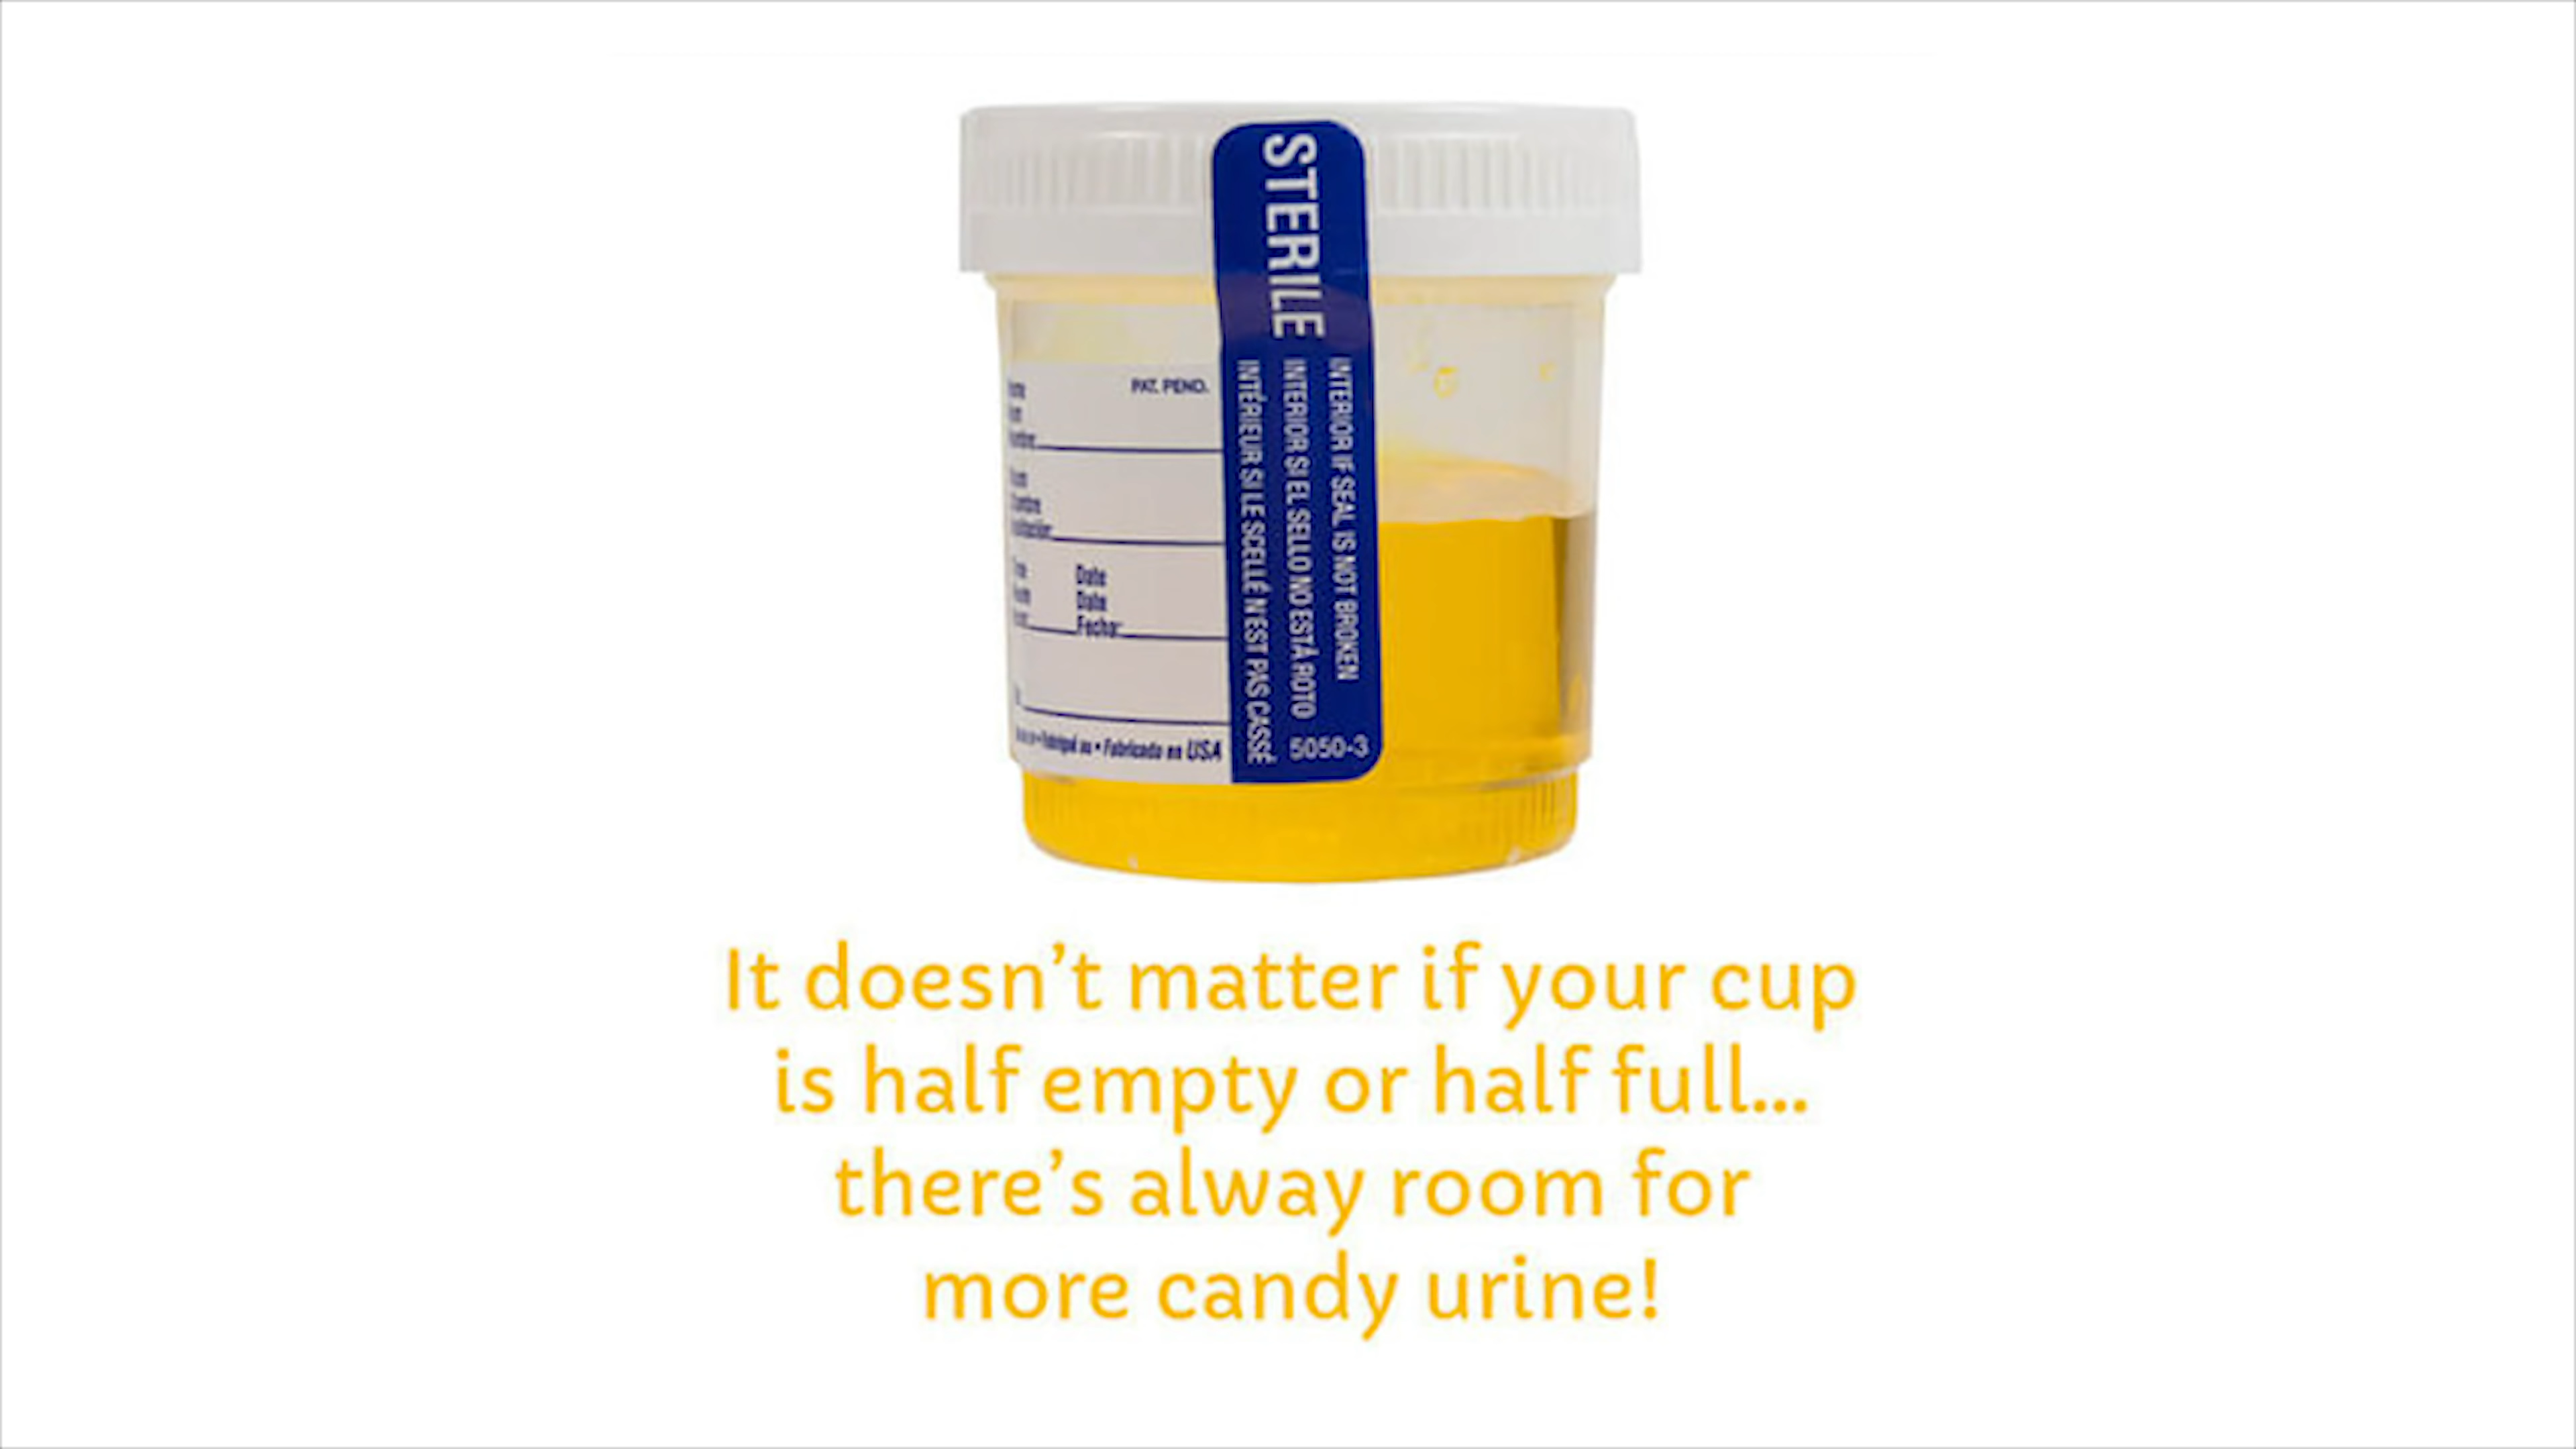 STERILE
INTERIOR IF SEAL IS NOT BROKEN
INTERIOR SI EL SELLO NO ESTÁ ROTO
INTÉRIEUR SI LE SCELLÉ N'EST PAS CASSÉ
5050-3
PAT. PEND.
Date
Date
Fecha:
• Fabricado en USA
It doesn't matter if your cup
is half empty or half full...
there's alway room for
more candy urine!